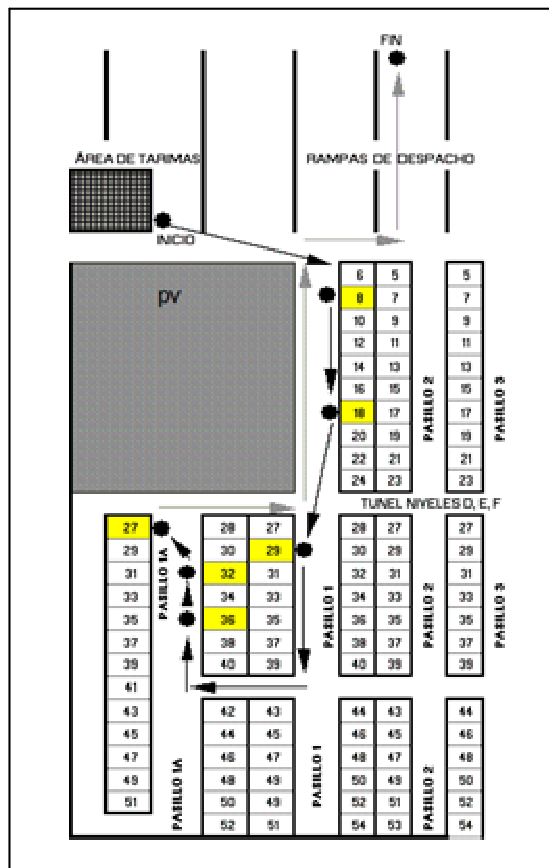 FIN
ÁREA DE TARIMAS RAMPAS DE DESPACHO
INICIO
pv
6 5 5
8 7 7
10 9 9
12 11 11
14 13 13
16 15 15
18 17 17
20 19 19
22 21 21
24 23 23
PASILLO 2
PASILLO 3
TUNEL NIVELES D, E, F
27 28 27 28 27 27
29 30 29 30 29 29
31 32 31 32 31 31
33 34 33 34 33 33
35 36 35 36 35 35
37 38 37 38 37 37
39 40 39 40 39 39
41
PASILLO 1A
PASILLO 1
PASILLO 2
PASILLO 3
43 42 43 44 43 44
45 44 45 46 45 46
47 46 47 48 47 48
49 48 49 50 49 50
51 50 49 52 51 52
52 51 54 53 54
PASILLO 1A
PASILLO 1
PASILLO 2